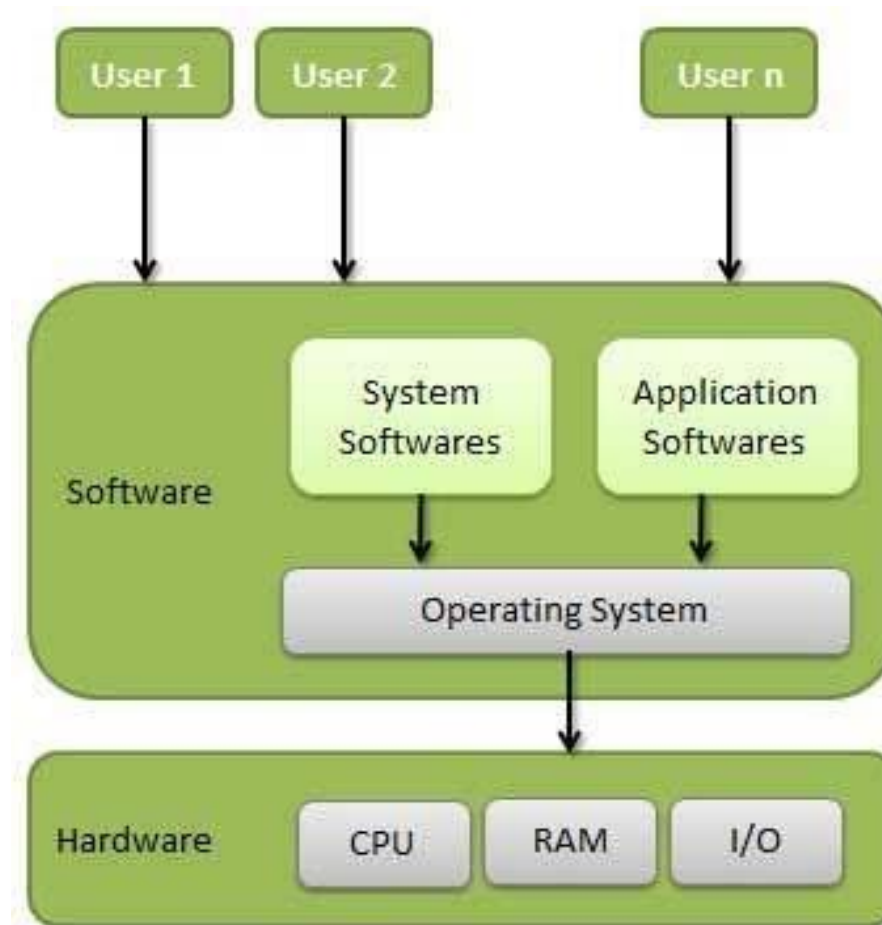 User 1
User 2
User n
System
Softwares
Application
Softwares
Software
Operating System
Hardware
CPU
RAM
I/O